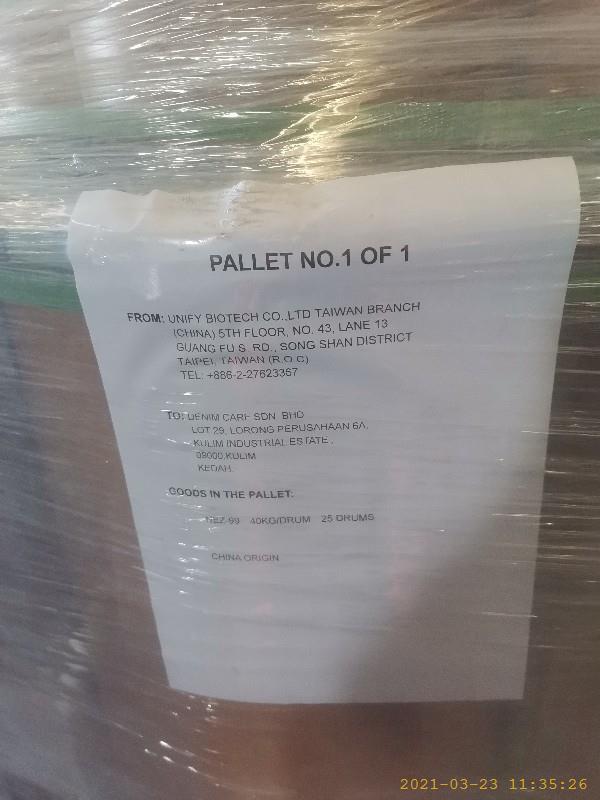 PALLET NO.1 OF 1
FROM: UNIFY BIOTECH CO.,LTD TAIWAN BRANCH
(CHINA) 5TH FLOOR, NO. 43, LANE 13
GUANG FU S. RD., SONG SHAN DISTRICT
TAIPEI, TAIWAN (R.O.C)
TEL: +886-2-27623367
TO: DENIM CARE SDN BHD
LOT 29, LORONG PERUSAHAAN 6A,
KULIM INDUSTRIAL ESTATE,
09000,KULIM
KEDAH.
GOODS IN THE PALLET:
40KG/DRUM 25 DRUMS
CHINA ORIGIN
2021-03-23 11:35:26